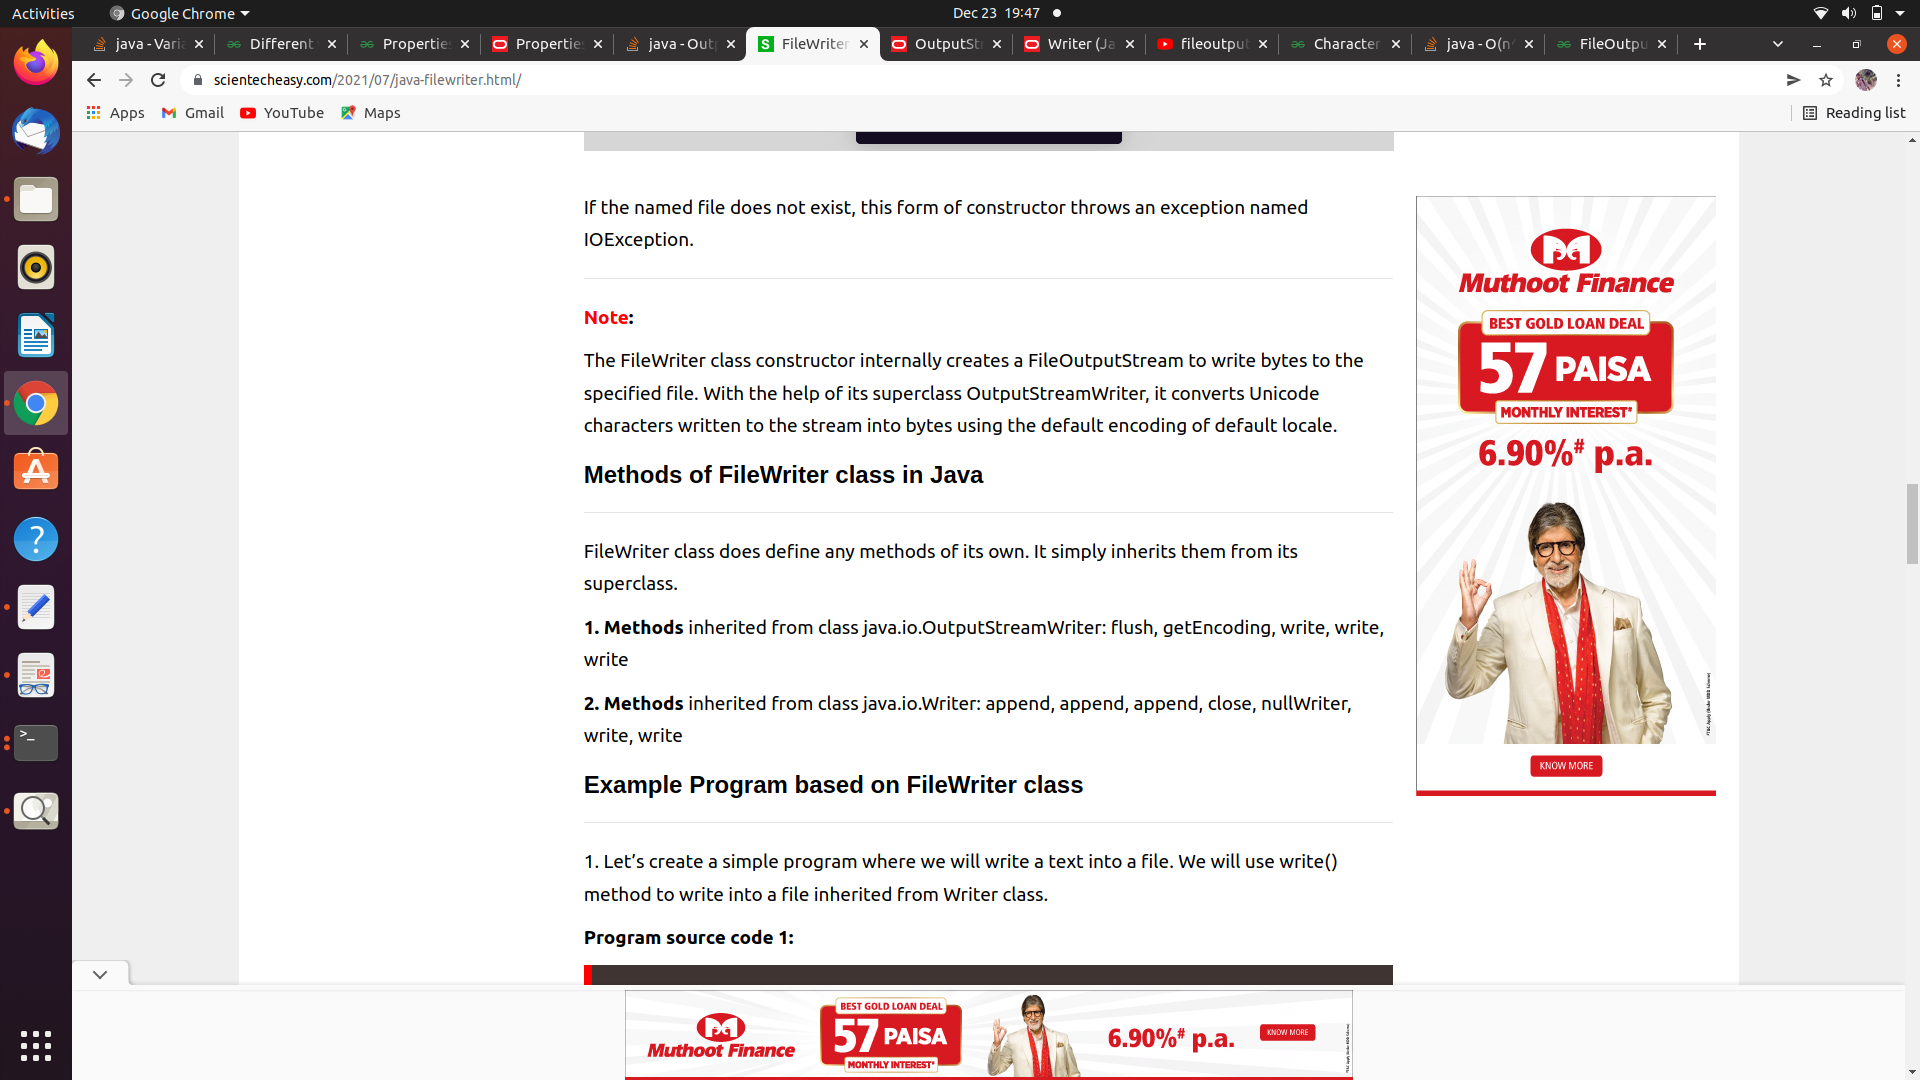 Activities
Google Chrome
Dec 23 19:47
java - Varia
Different
Properties
Properties
java - Outp
FileWriter
OutputStr
Writer (Ja
fileoutput
Character
java - O(n^
FileOutpu
scientecheasy.com/2021/07/java-filewriter.html/
Apps
Gmail
YouTube
Maps
Reading list
If the named file does not exist, this form of constructor throws an exception named
IOException.
Note:
The FileWriter class constructor internally creates a FileOutputStream to write bytes to the
specified file. With the help of its superclass OutputStreamWriter, it converts Unicode
characters written to the stream into bytes using the default encoding of default locale.
Methods of FileWriter class in Java
FileWriter class does define any methods of its own. It simply inherits them from its
superclass.
1. Methods inherited from class java.io.OutputStreamWriter: flush, getEncoding, write, write,
write
2. Methods inherited from class java.io.Writer: append, append, append, close, nullWriter,
write, write
Example Program based on FileWriter class
1. Let’s create a simple program where we will write a text into a file. We will use write()
method to write into a file inherited from Writer class.
Program source code 1:
Muthoot Finance
BEST GOLD LOAN DEAL
57 PAISA
MONTHLY INTEREST*
6.90%# p.a.
KNOW MORE
Muthoot Finance
BEST GOLD LOAN DEAL
57 PAISA
MONTHLY INTEREST*
6.90%# p.a.
KNOW MORE